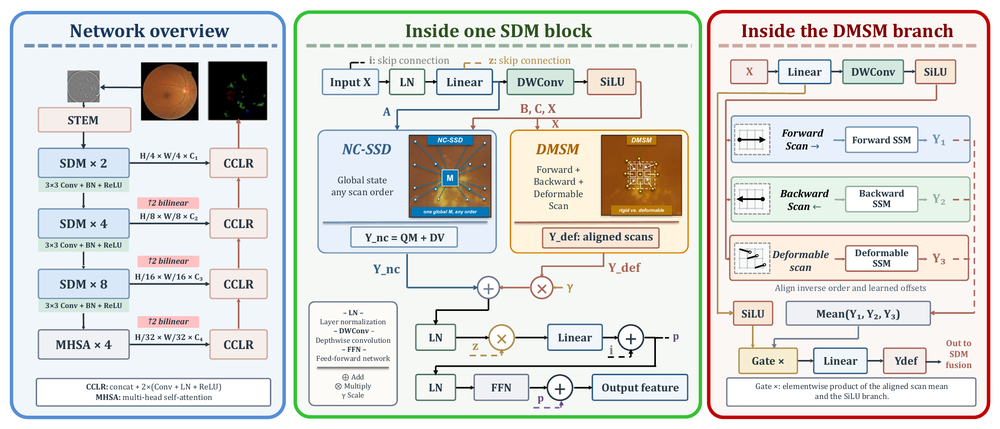 Network overview
STEM
SDM × 2
H/4 × W/4 × C₁
CCLR
3×3 Conv + BN + ReLU
↑2 bilinear
SDM × 4
H/8 × W/8 × C₂
CCLR
3×3 Conv + BN + ReLU
↑2 bilinear
SDM × 8
H/16 × W/16 × C₃
CCLR
3×3 Conv + BN + ReLU
↑2 bilinear
MHSA × 4
H/32 × W/32 × C₄
CCLR
CCLR: concat + 2×(Conv + LN + ReLU)
MHSA: multi-head self-attention
Inside one SDM block
i: skip connection
z: skip connection
Input X
LN
Linear
DWConv
SiLU
A
B, C, X
X
NC-SSD
Global state
any scan order
NC-SSD
M
one global M, any order
Y_nc = QM + DV
DMSM
Forward +
Backward +
Deformable
Scan
DMSM
rigid vs. deformable
Y_def: aligned scans
Y_nc
Y_def
+
×
γ
– LN –
Layer normalization
– DWConv –
Depthwise convolution
– FFN –
Feed-forward network
⊕ Add
⊗ Multiply
γ Scale
LN
×
z
Linear
+
i
p
LN
FFN
+
p
Output feature
Inside the DMSM branch
X
Linear
DWConv
SiLU
Forward
Scan →
Forward SSM
Y₁
Backward
Scan ←
Backward
SSM
Y₂
Deformable
scan
Deformable
SSM
Y₃
Align inverse order and learned offsets
SiLU
Mean(Y₁, Y₂, Y₃)
Gate ×
Linear
Ydef
Out to
SDM
fusion
Gate ×: elementwise product of the aligned scan mean
and the SiLU branch.